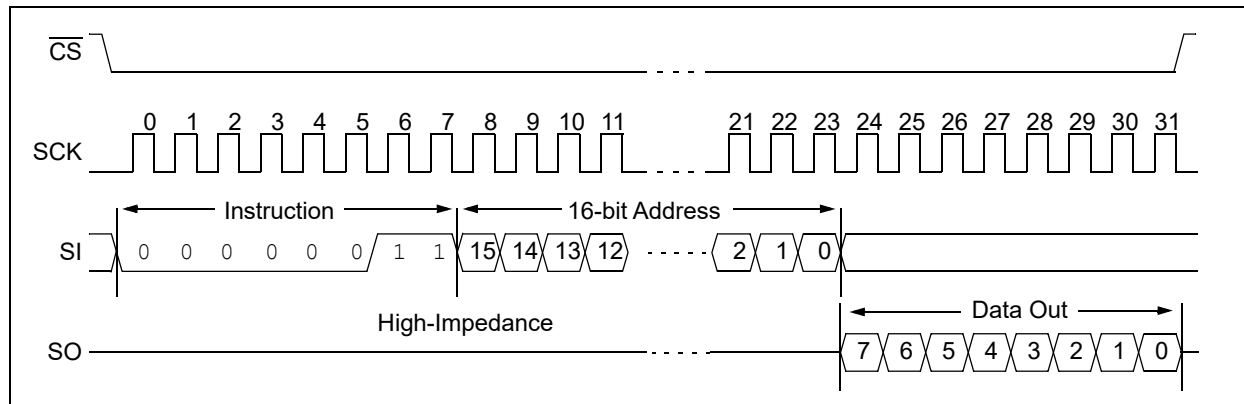 CS
0 1 2 3 4 5 6 7 8 9 10 11 21 22 23 24 25 26 27 28 29 30 31
SCK
Instruction 16-bit Address
SI 0 0 0 0 0 0 1 1 15 14 13 12 2 1 0
High-Impedance Data Out
SO 7 6 5 4 3 2 1 0